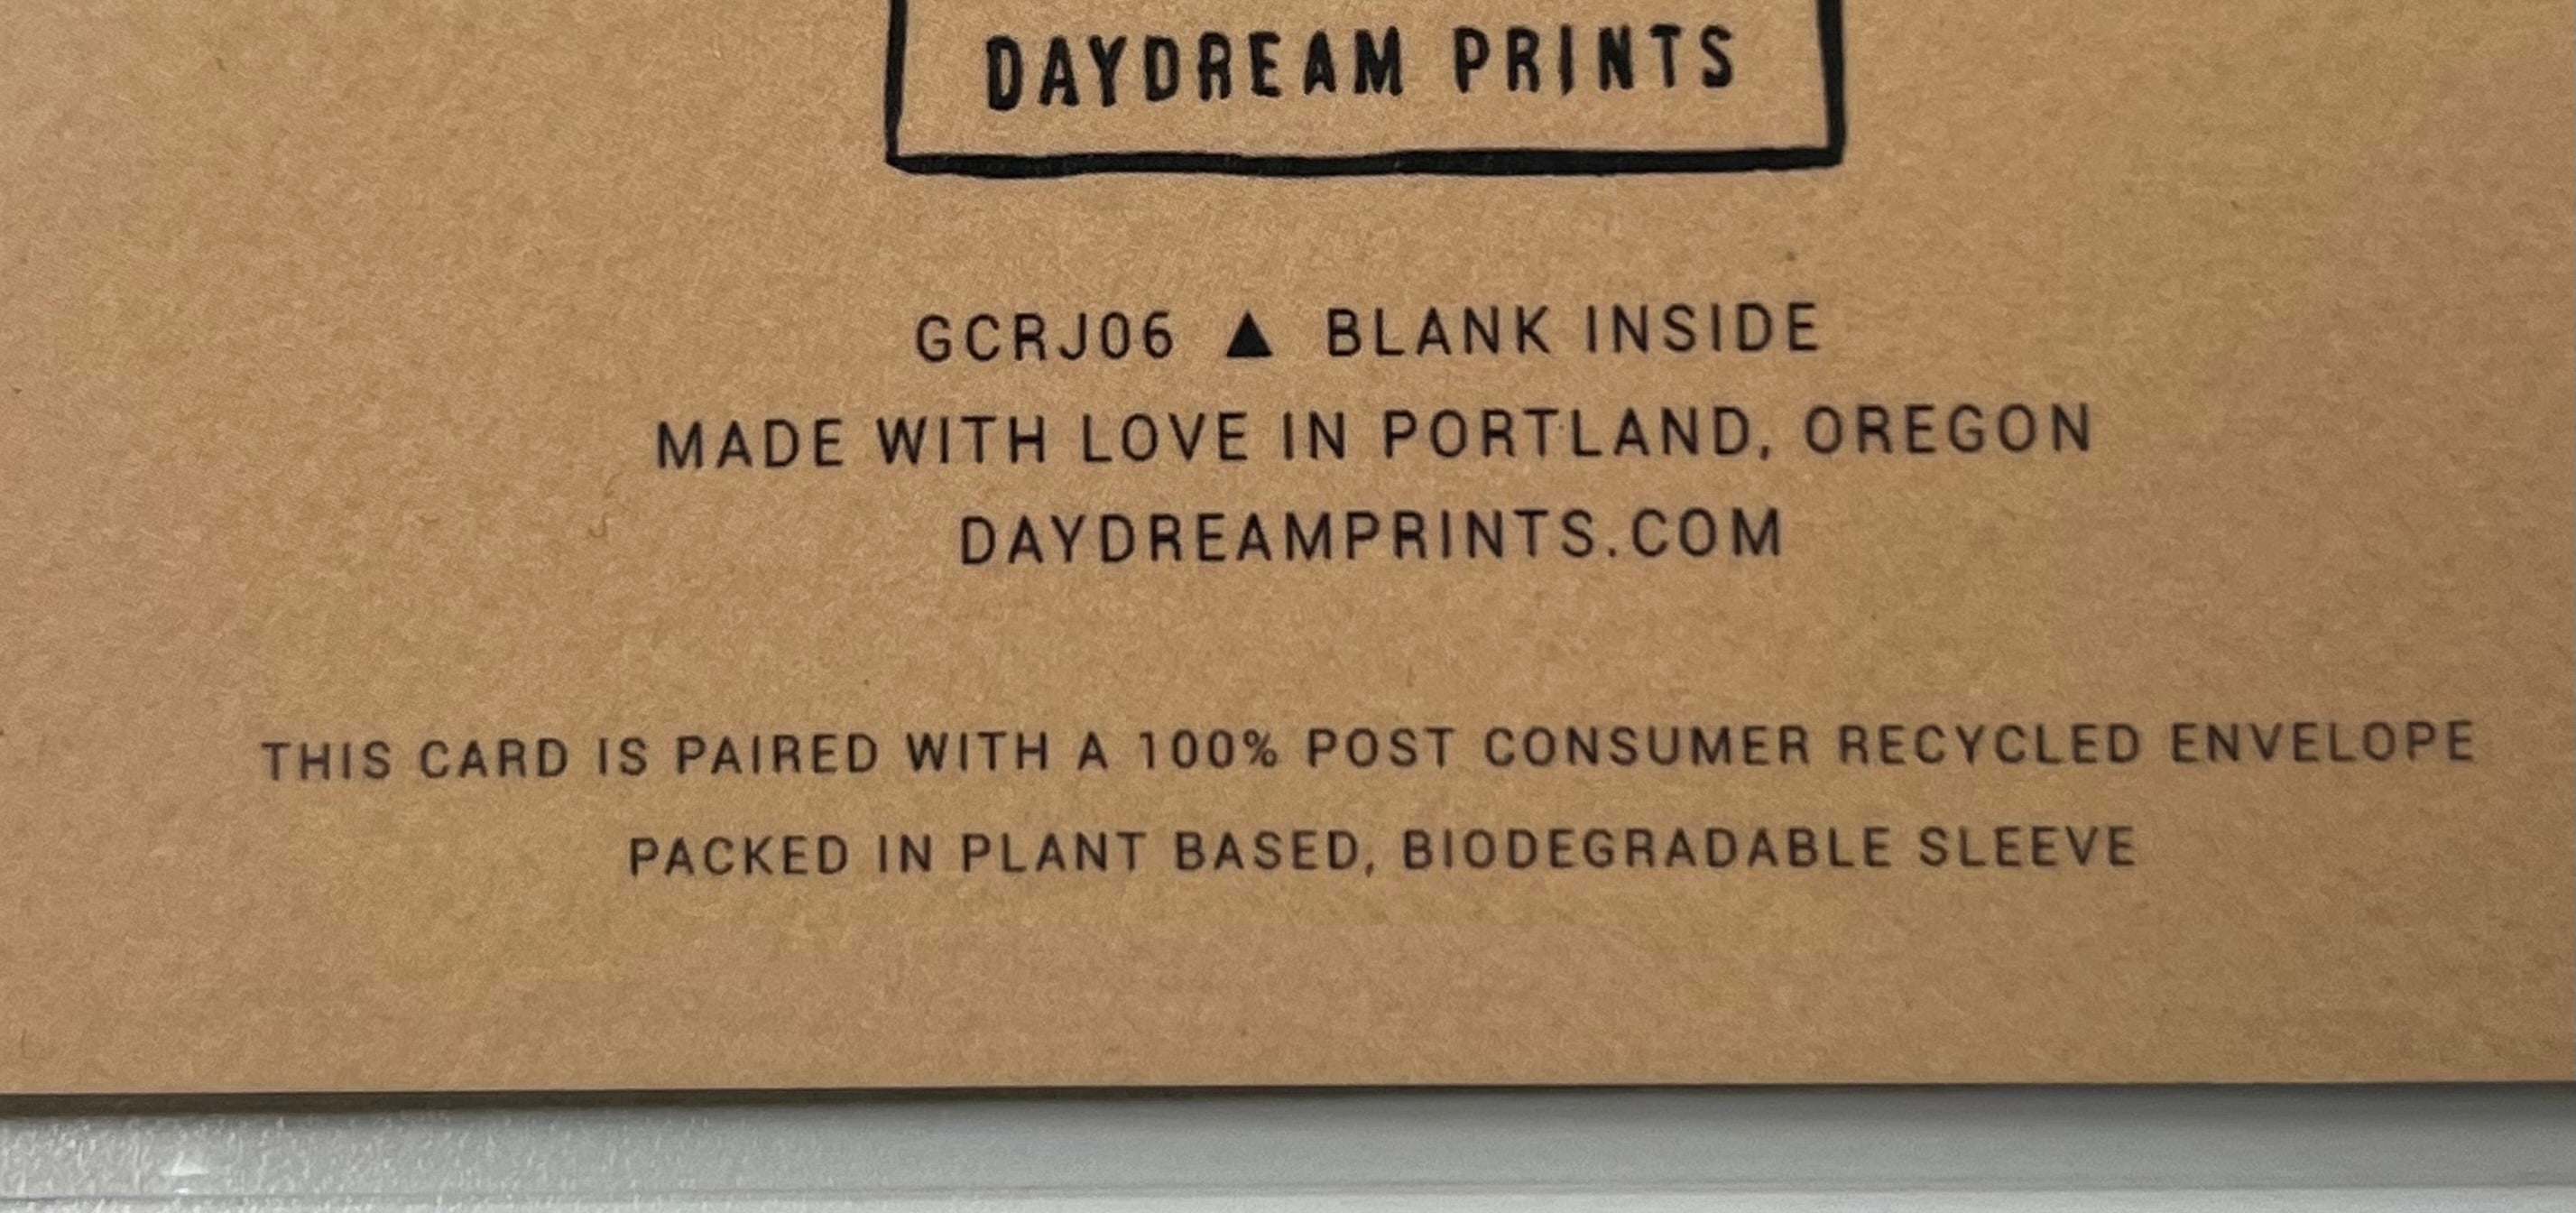 DAYDREAM PRINTS
GCRJ06 ▲ BLANK INSIDE
MADE WITH LOVE IN PORTLAND, OREGON
DAYDREAMPRINTS.COM
THIS CARD IS PAIRED WITH A 100% POST CONSUMER RECYCLED ENVELOPE
PACKED IN PLANT BASED, BIODEGRADABLE SLEEVE